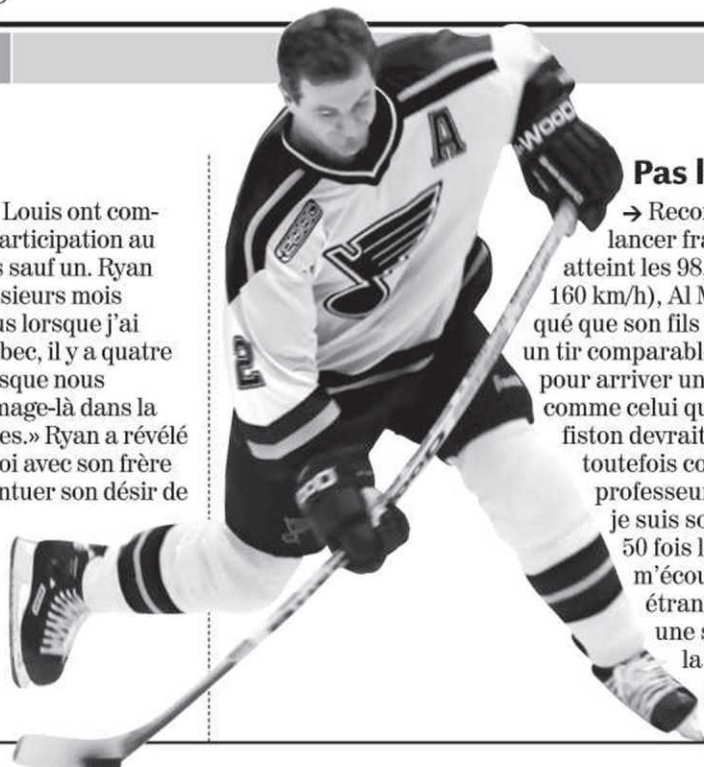 Louis ont com-
articipation au
s sauf un. Ryan
sieurs mois
us lorsque j'ai
bec, il y a quatre
sque nous
mage-là dans la
es.» Ryan a révélé
oi avec son frère
ntuer son désir de
A
WOOD
2
Pas l
→ Recor
lancer fra
atteint les 98,
160 km/h), Al M
qué que son fils
un tir comparabl
pour arriver un
comme celui qu
fiston devrait
toutefois co
professeur
je suis so
50 fois l
m'écou
étran
une s
la